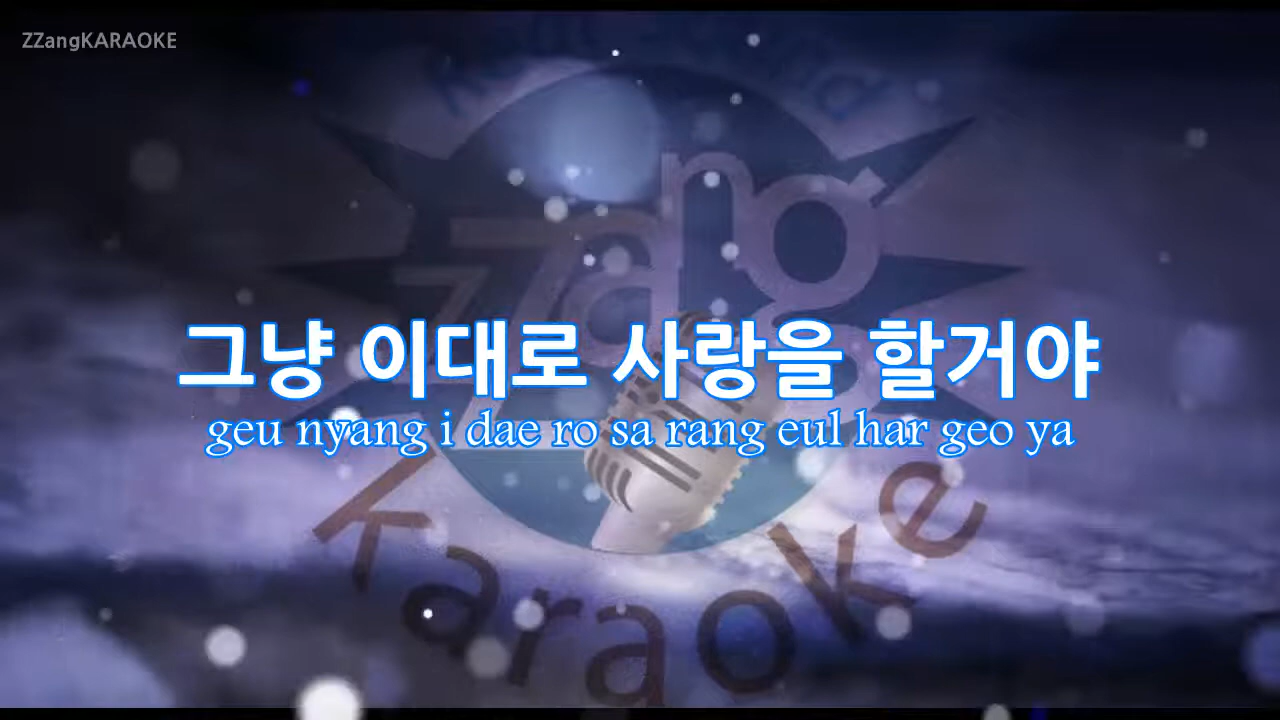 ZZangKARAOKE
ZZang
그냥 이대로 사랑을 할거야
geu nyang i dae ro sa rang eul har geo ya
Karaoke